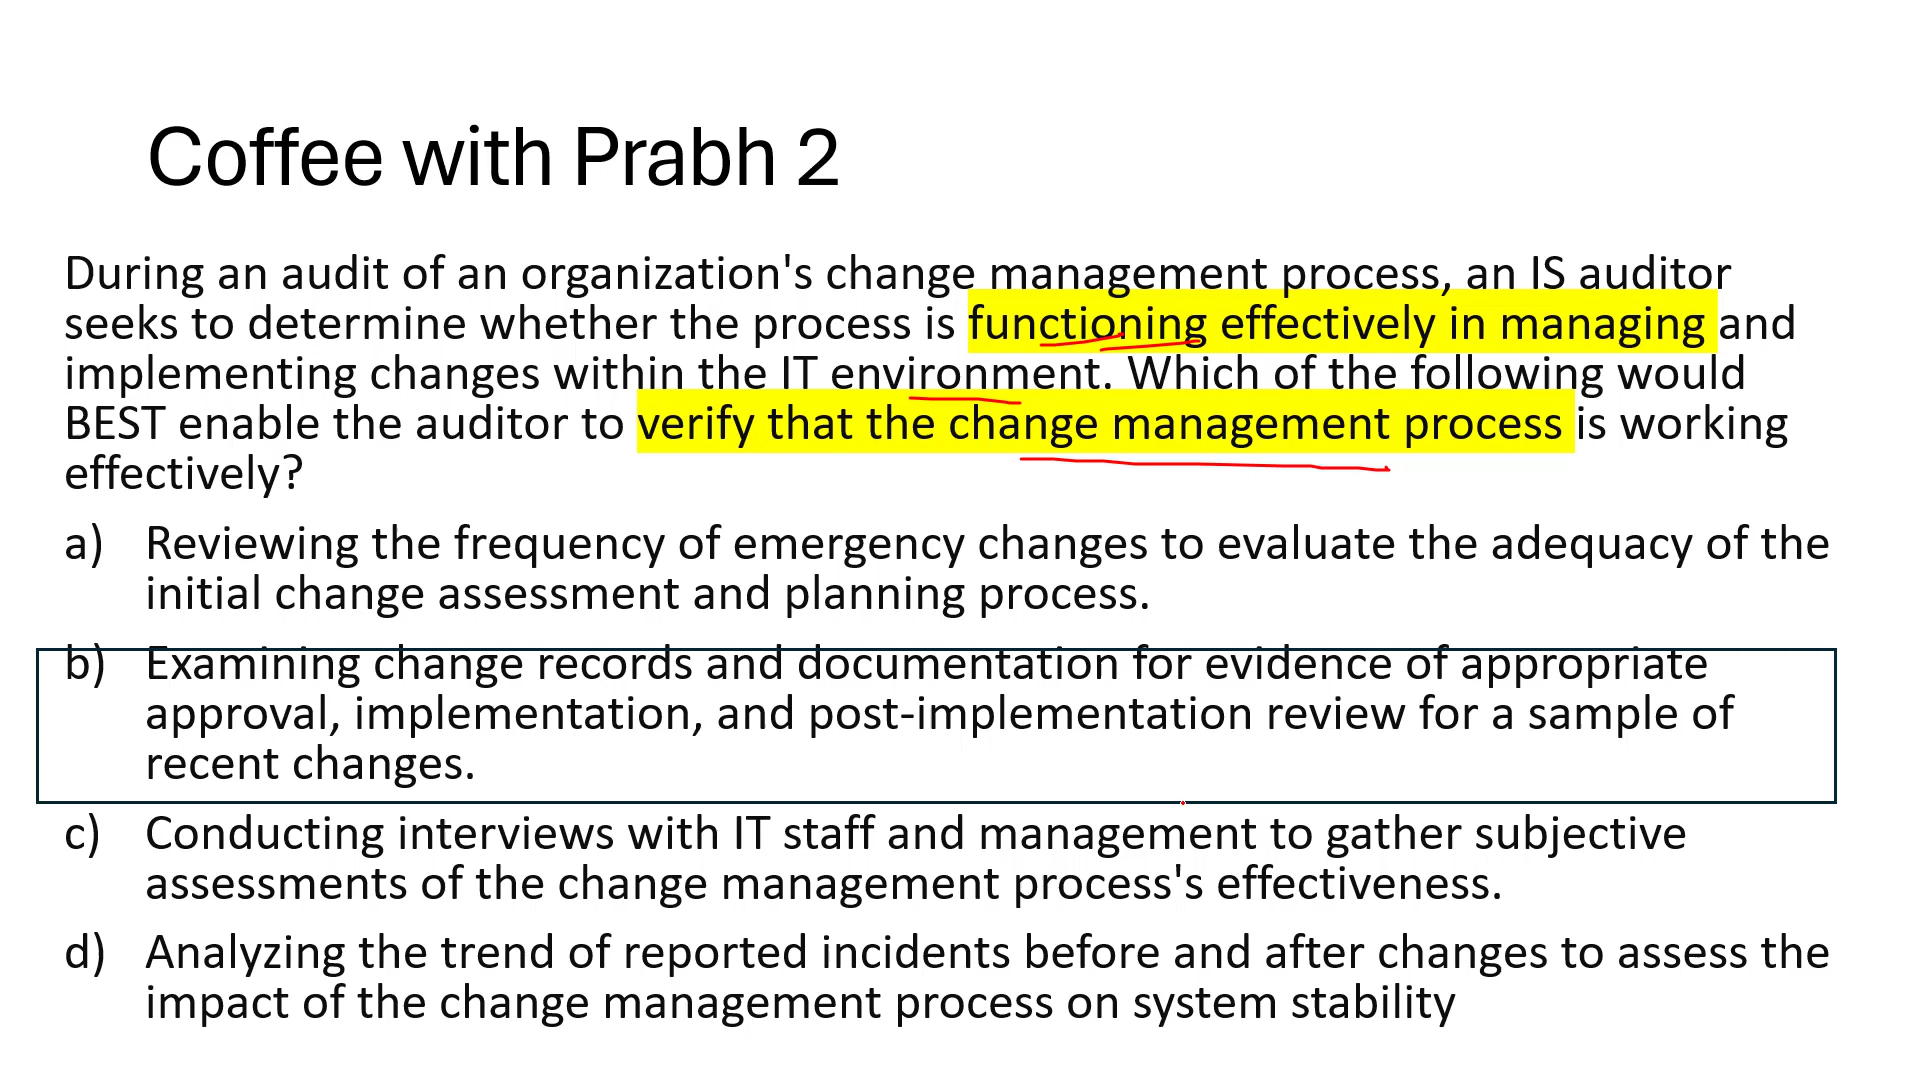 Coffee with Prabh 2
During an audit of an organization's change management process, an IS auditor
seeks to determine whether the process is functioning effectively in managing and
implementing changes within the IT environment. Which of the following would
BEST enable the auditor to verify that the change management process is working
effectively?
a) Reviewing the frequency of emergency changes to evaluate the adequacy of the
initial change assessment and planning process.
b) Examining change records and documentation for evidence of appropriate
approval, implementation, and post-implementation review for a sample of
recent changes.
c) Conducting interviews with IT staff and management to gather subjective
assessments of the change management process's effectiveness.
d) Analyzing the trend of reported incidents before and after changes to assess the
impact of the change management process on system stability